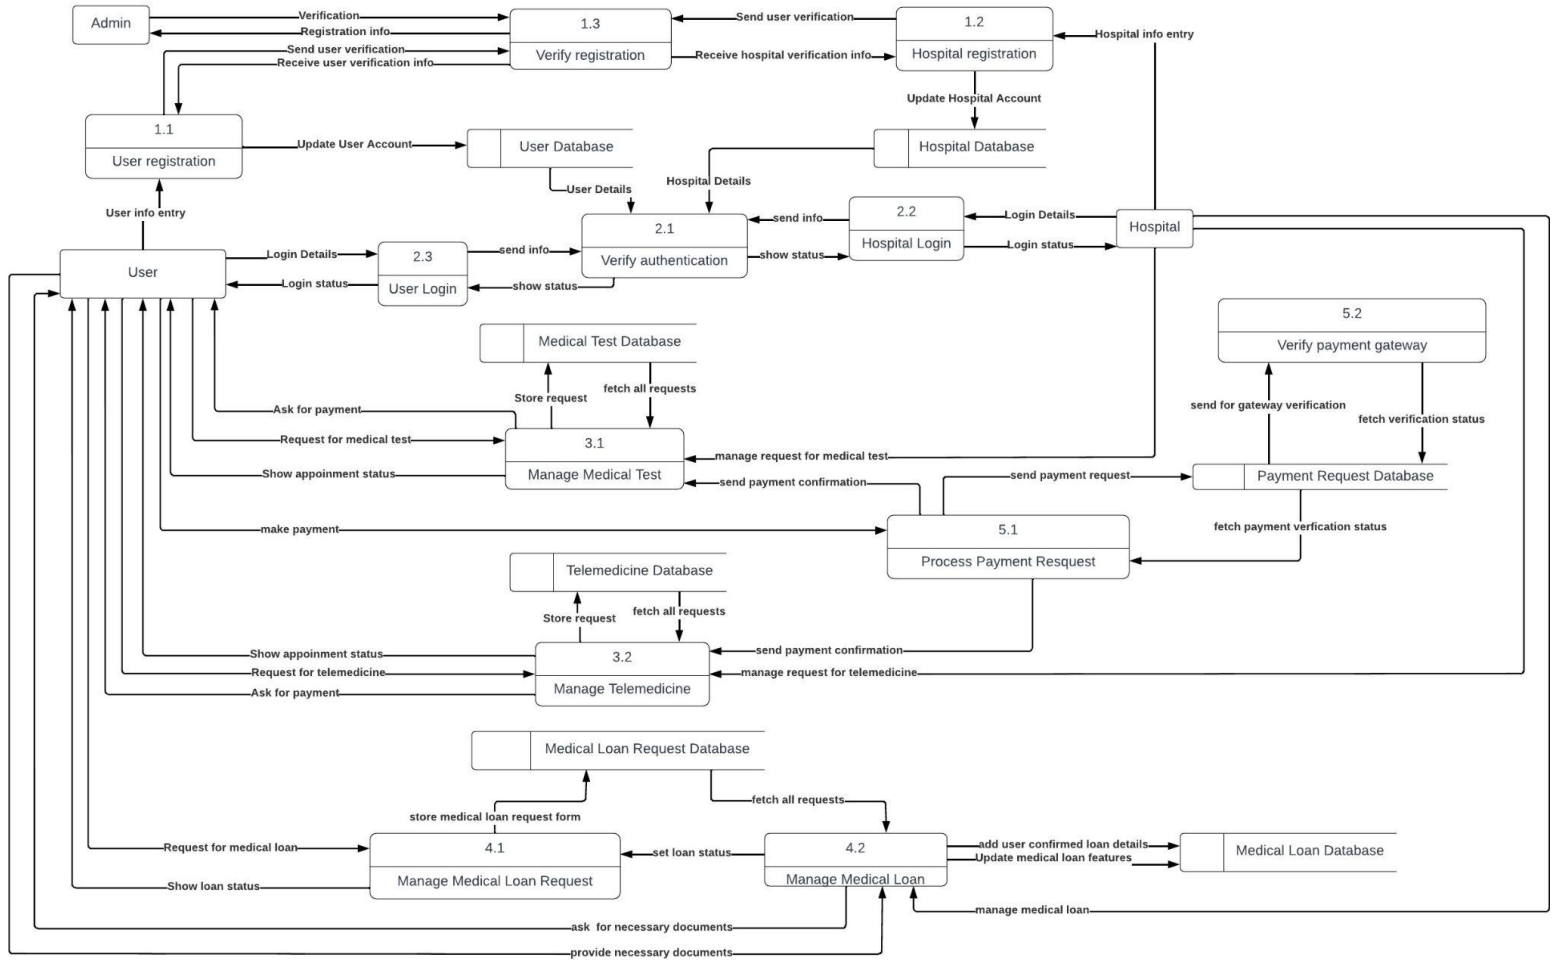 Admin
Verification
Registration info
1.3
Verify registration
Send user verification
1.2
Hospital registration
Hospital info entry
Send user verification
Receive user verification info
Receive hospital verification info
Update Hospital Account
1.1
User registration
Update User Account
User Database
Hospital Database
User Details
Hospital Details
User info entry
2.1
Verify authentication
send info
show status
2.2
Hospital Login
Login Details
Login status
Hospital
User
Login Details
Login status
2.3
User Login
send info
show status
5.2
Verify payment gateway
Medical Test Database
Store request
fetch all requests
send for gateway verification
fetch verification status
Ask for payment
Request for medical test
Show appoinment status
3.1
Manage Medical Test
manage request for medical test
send payment confirmation
send payment request
Payment Request Database
fetch payment verfication status
make payment
5.1
Process Payment Resquest
Telemedicine Database
Store request
fetch all requests
Show appoinment status
Request for telemedicine
Ask for payment
3.2
Manage Telemedicine
send payment confirmation
manage request for telemedicine
Medical Loan Request Database
store medical loan request form
fetch all requests
Request for medical loan
Show loan status
4.1
Manage Medical Loan Request
set loan status
4.2
Manage Medical Loan
add user confirmed loan details
Update medical loan features
Medical Loan Database
manage medical loan
ask for necessary documents
provide necessary documents